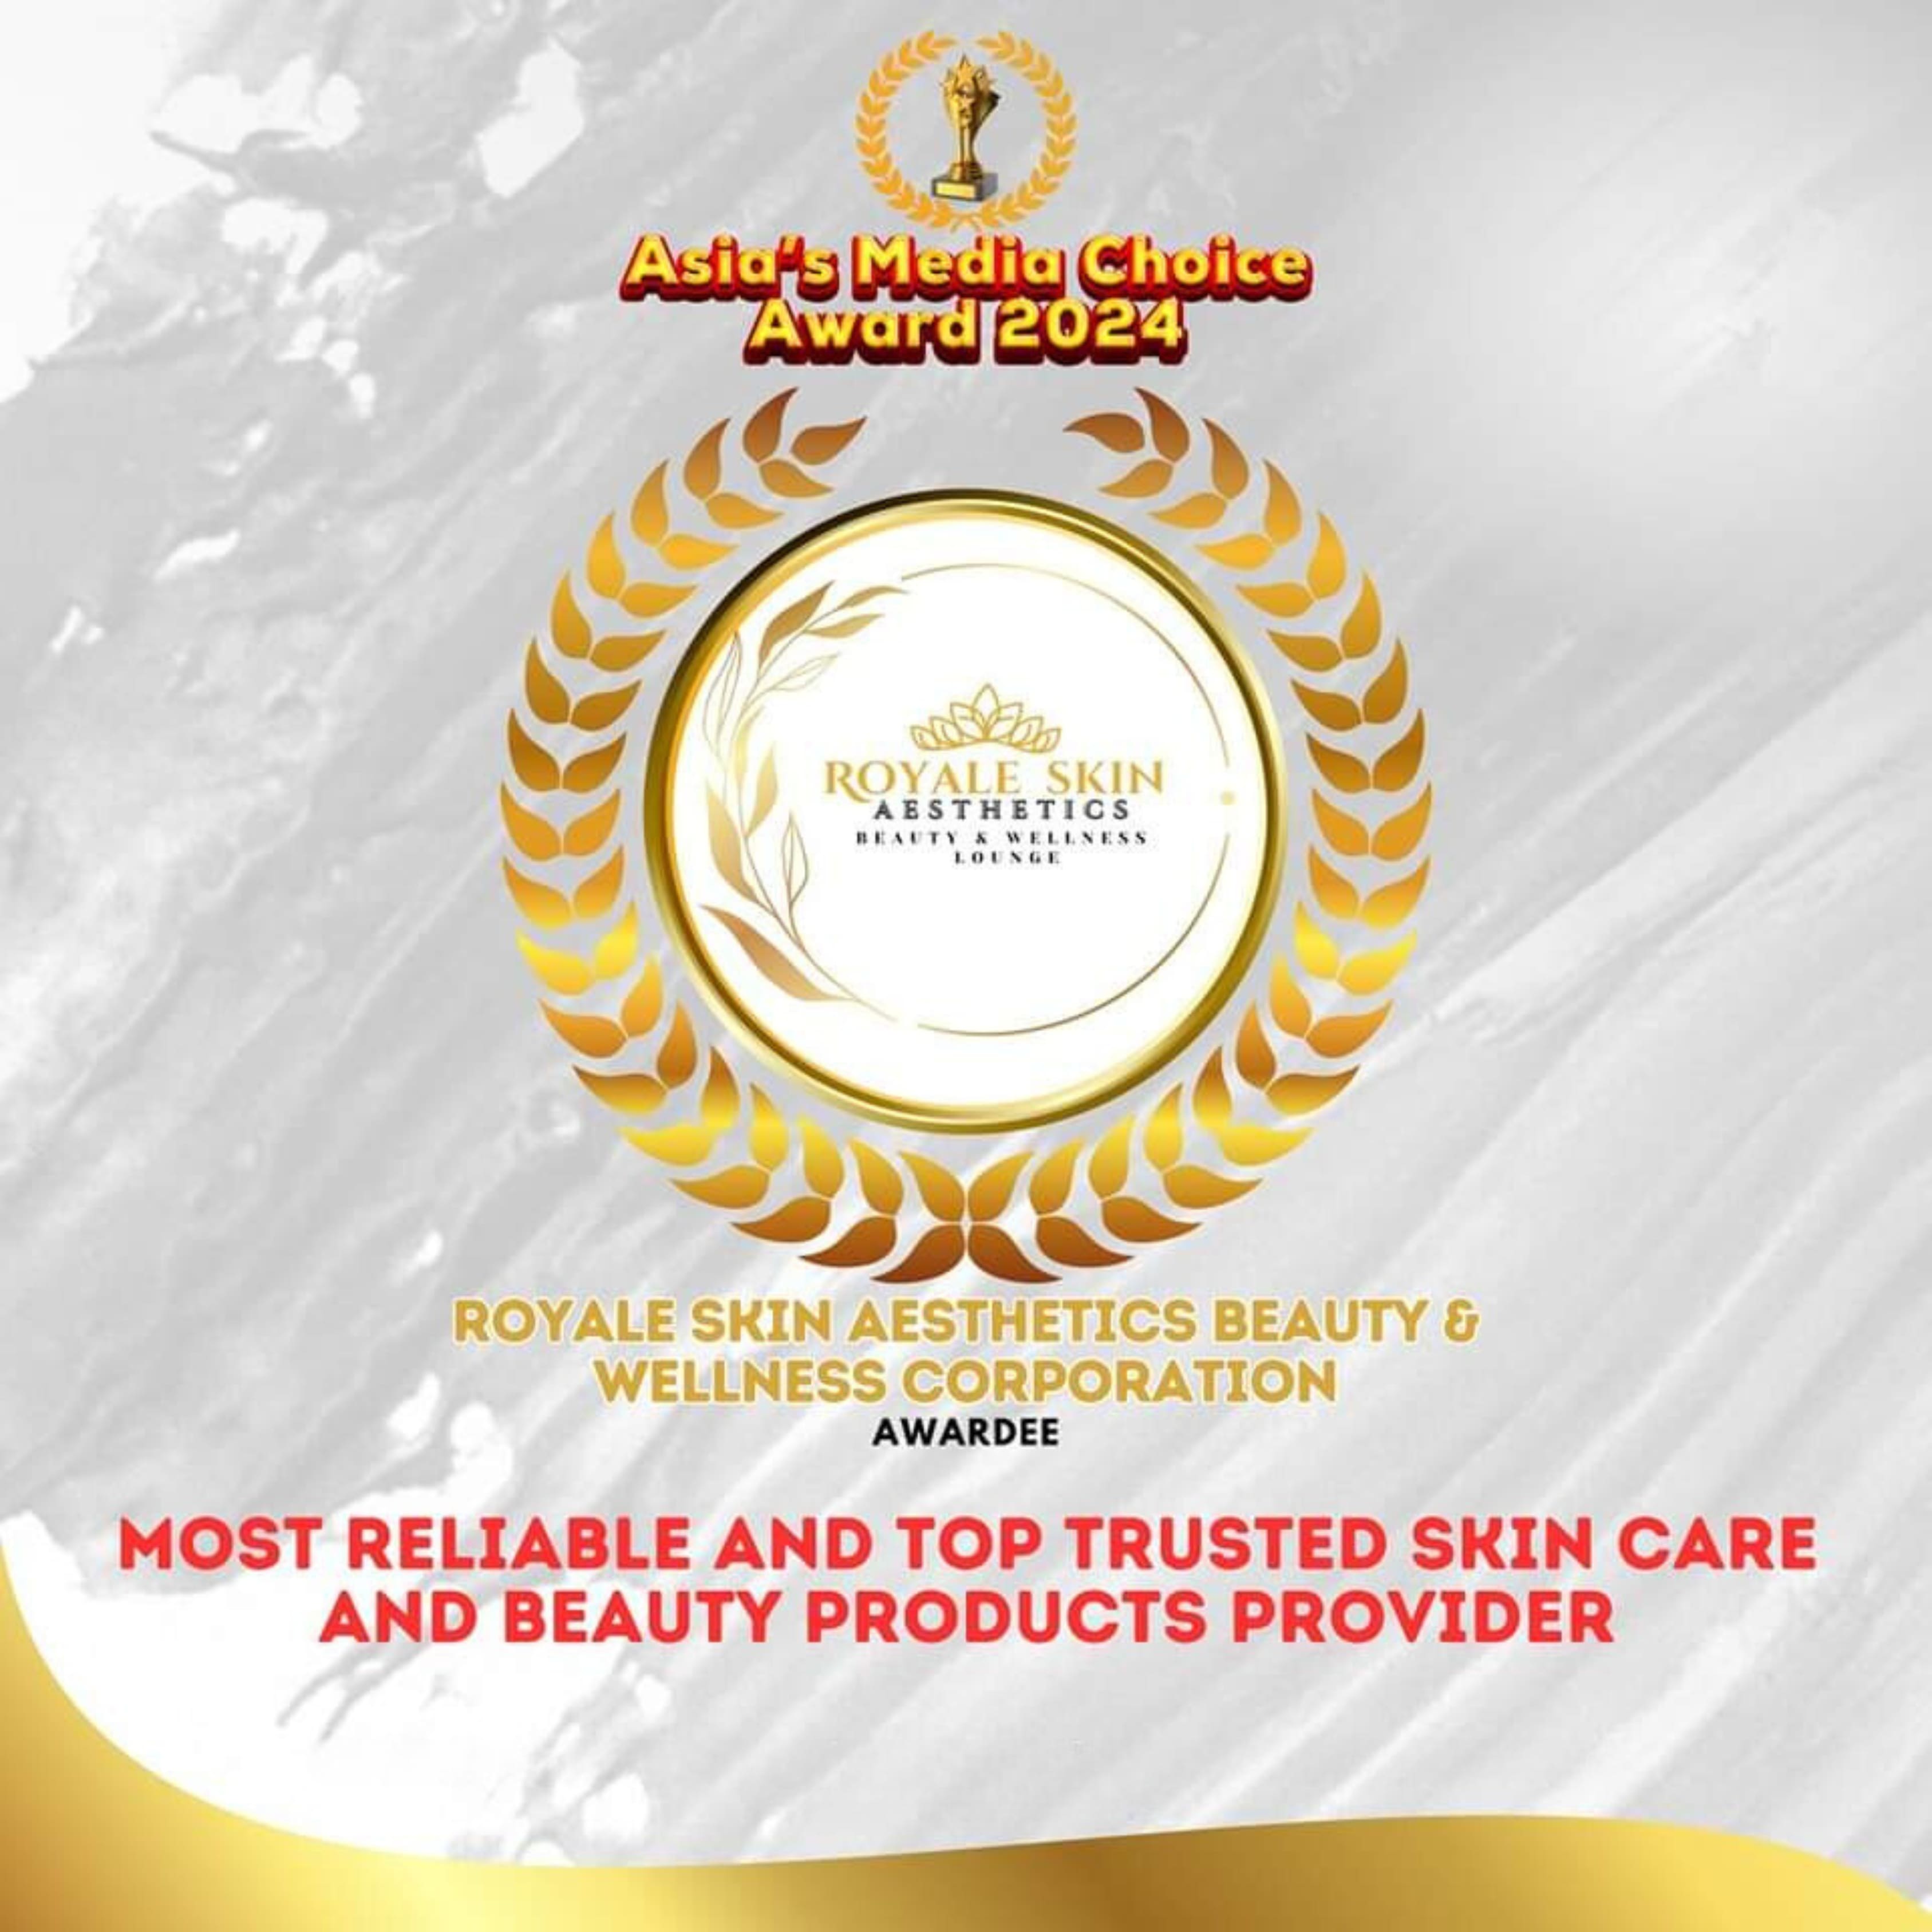 Asia's Media Choice
Award 2024
ROYALE SKIN
AESTHETICS
BEAUTY & WELLNESS
LOUNGE
ROYALE SKIN AESTHETICS BEAUTY &
WELLNESS CORPORATION
AWARDEE
MOST RELIABLE AND TOP TRUSTED SKIN CARE
AND BEAUTY PRODUCTS PROVIDER